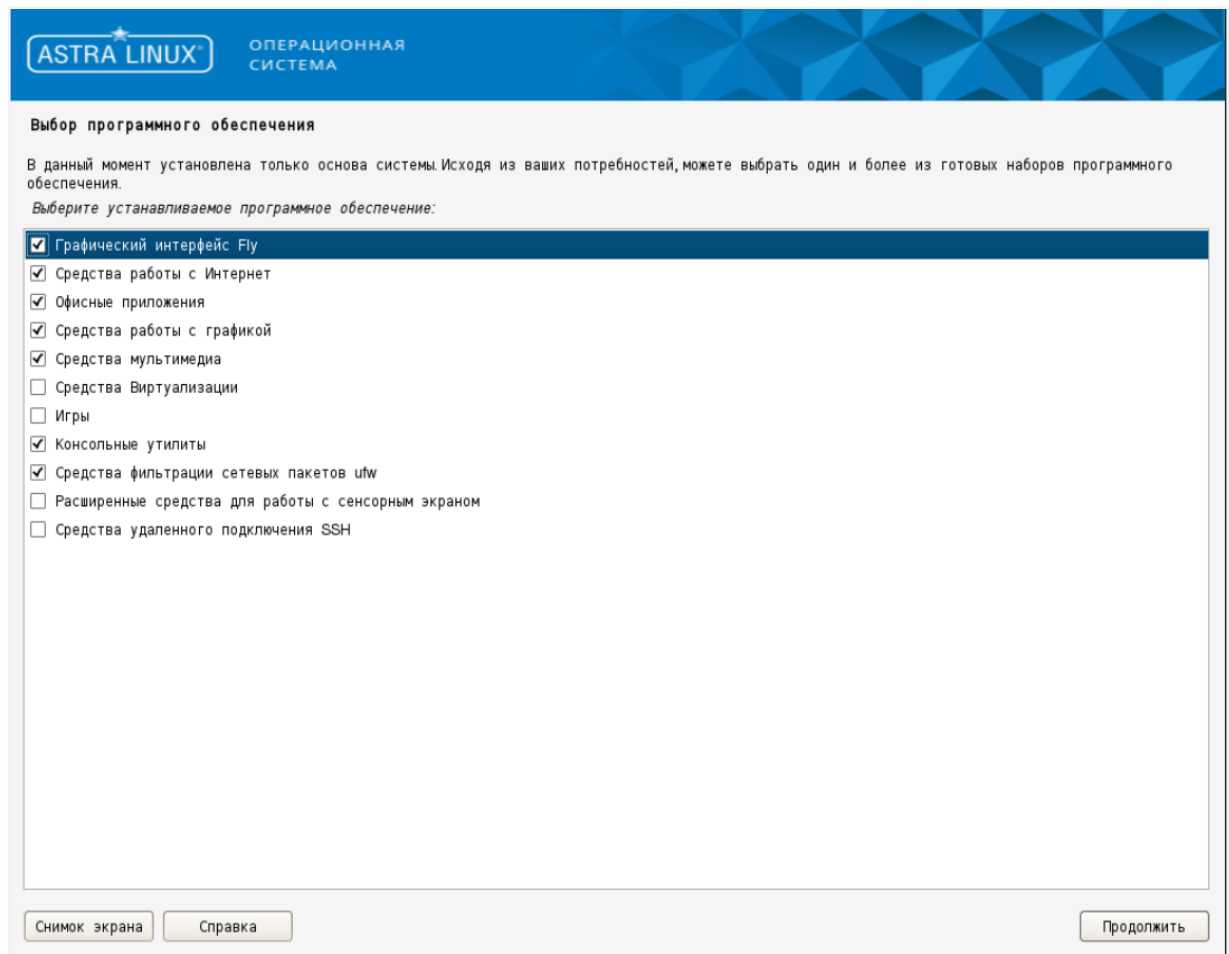 ASTRA LINUX®
ОПЕРАЦИОННАЯ
СИСТЕМА
Выбор программного обеспечения
В данный момент установлена только основа системы. Исходя из ваших потребностей, можете выбрать один и более из готовых наборов программного
обеспечения.
Выберите устанавливаемое программное обеспечение:
Графический интерфейс Fly
Средства работы с Интернет
Офисные приложения
Средства работы с графикой
Средства мультимедиа
Средства Виртуализации
Игры
Консольные утилиты
Средства фильтрации сетевых пакетов ufw
Расширенные средства для работы с сенсорным экраном
Средства удаленного подключения SSH
Снимок экрана
Справка
Продолжить